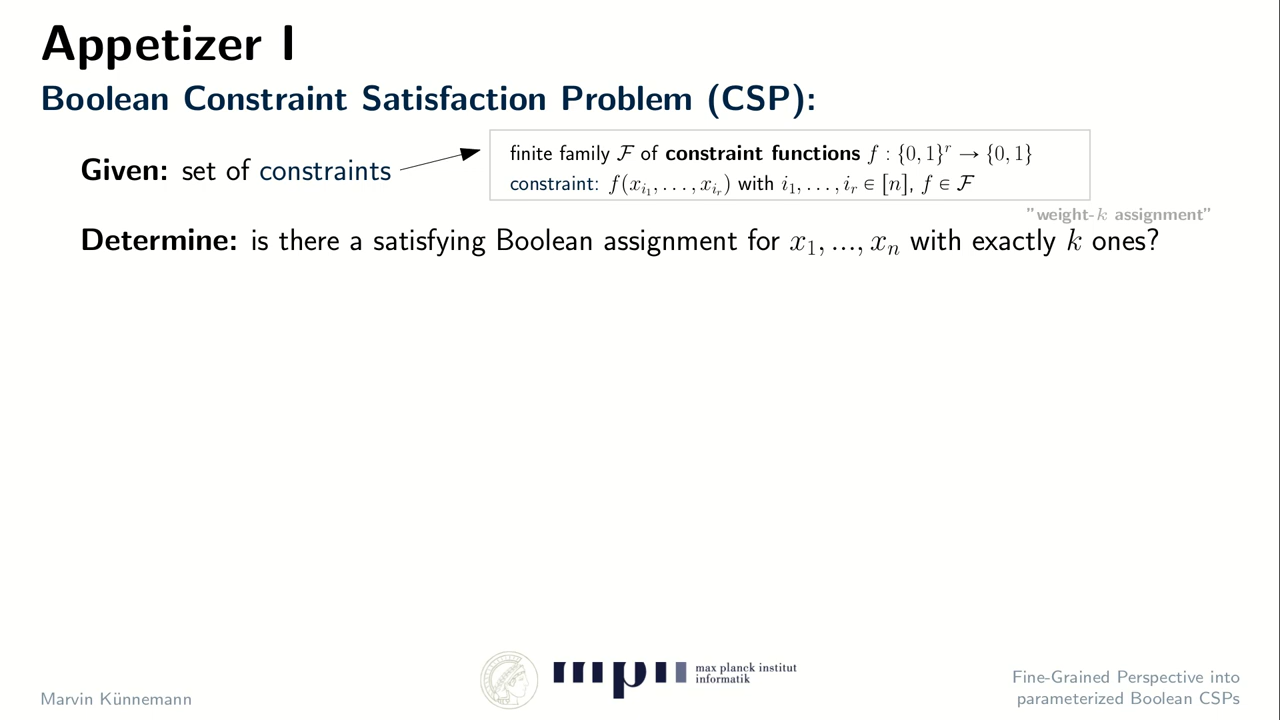 Appetizer I
Boolean Constraint Satisfaction Problem (CSP):
finite family ℱ of constraint functions f : {0, 1}ʳ → {0, 1}
Given: set of constraints
constraint: f(x_{i_1}, . . . , x_{i_r}) with i_1, . . . , i_r ∈ [n], f ∈ ℱ
"weight-k assignment"
Determine: is there a satisfying Boolean assignment for x_1, ..., x_n with exactly k ones?
max planck institut
informatik
Marvin Künnemann
Fine-Grained Perspective into
parameterized Boolean CSPs